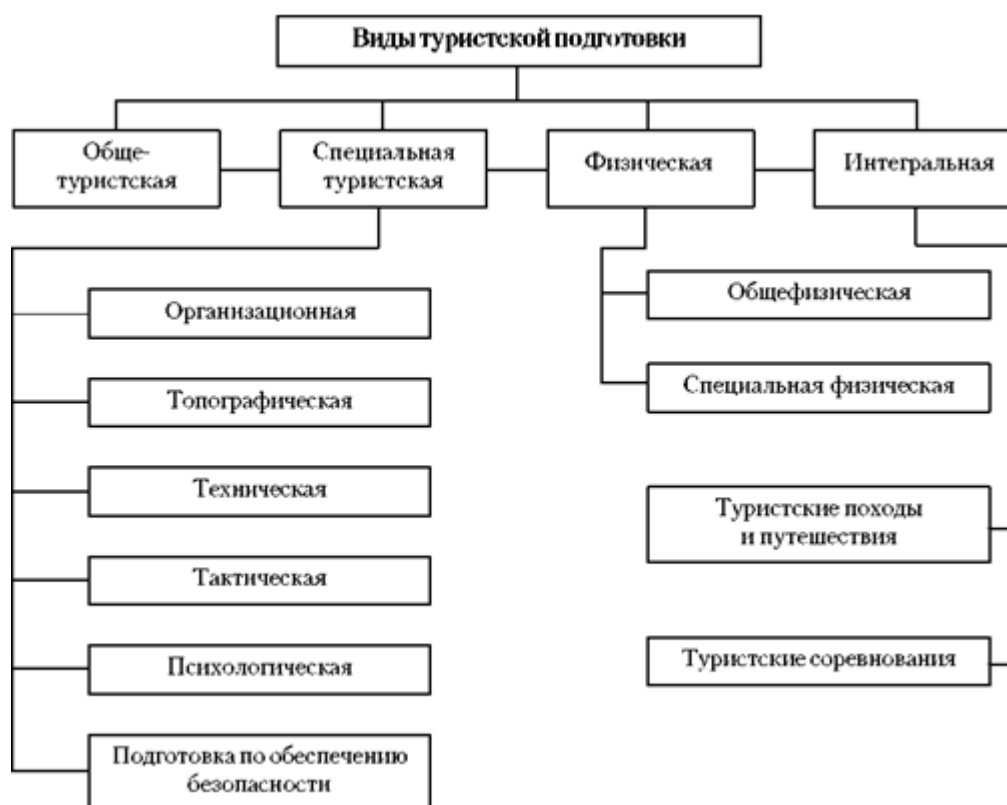 Виды туристской подготовки
Обще-
туристская
Специальная
туристская
Физическая
Интегральная
Организационная
Топографическая
Техническая
Тактическая
Психологическая
Подготовка по обеспечению
безопасности
Общефизическая
Специальная физическая
Туристские походы
и путешествия
Туристские соревнования